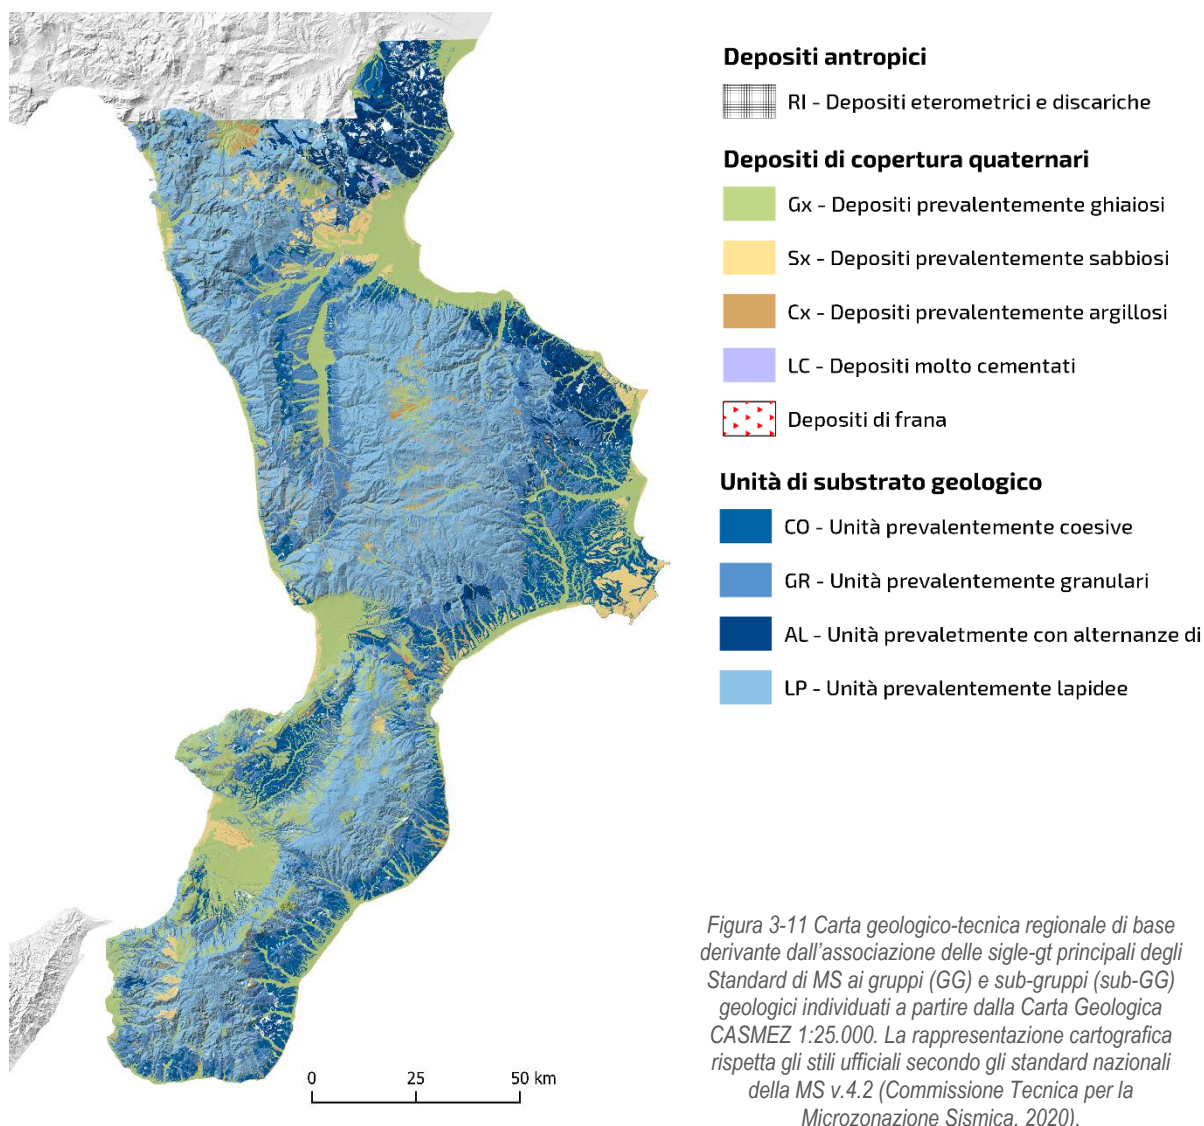 Depositi antropici
RI - Depositi eterometrici e discariche
Depositi di copertura quaternari
Gx - Depositi prevalentemente ghiaiosi
Sx - Depositi prevalentemente sabbiosi
Cx - Depositi prevalentemente argillosi
LC - Depositi molto cementati
Depositi di frana
Unità di substrato geologico
CO - Unità prevalentemente coesive
GR - Unità prevalentemente granulari
AL - Unità prevaletmente con alternanze di
LP - Unità prevalentemente lapidee
0 25 50 km
Figura 3-11 Carta geologico-tecnica regionale di base
derivante dall'associazione delle sigle-gt principali degli
Standard di MS ai gruppi (GG) e sub-gruppi (sub-GG)
geologici individuati a partire dalla Carta Geologica
CASMEZ 1:25.000. La rappresentazione cartografica
rispetta gli stili ufficiali secondo gli standard nazionali
della MS v.4.2 (Commissione Tecnica per la
Microzonazione Sismica, 2020).